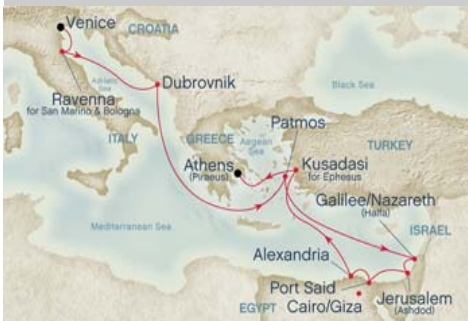 Venice
CROATIA
Adriatic
Sea
Dubrovnik
Black Sea
Ravenna
for San Marino & Bologna
ITALY
Patmos
GREECE
Aegean
Sea
TURKEY
Athens
(Piraeus)
Kusadasi
for Ephesus
Galilee/Nazareth
(Haifa)
Mediterranean Sea
ISRAEL
Alexandria
Port Said
Jerusalem
(Ashdod)
EGYPT
Cairo/Giza